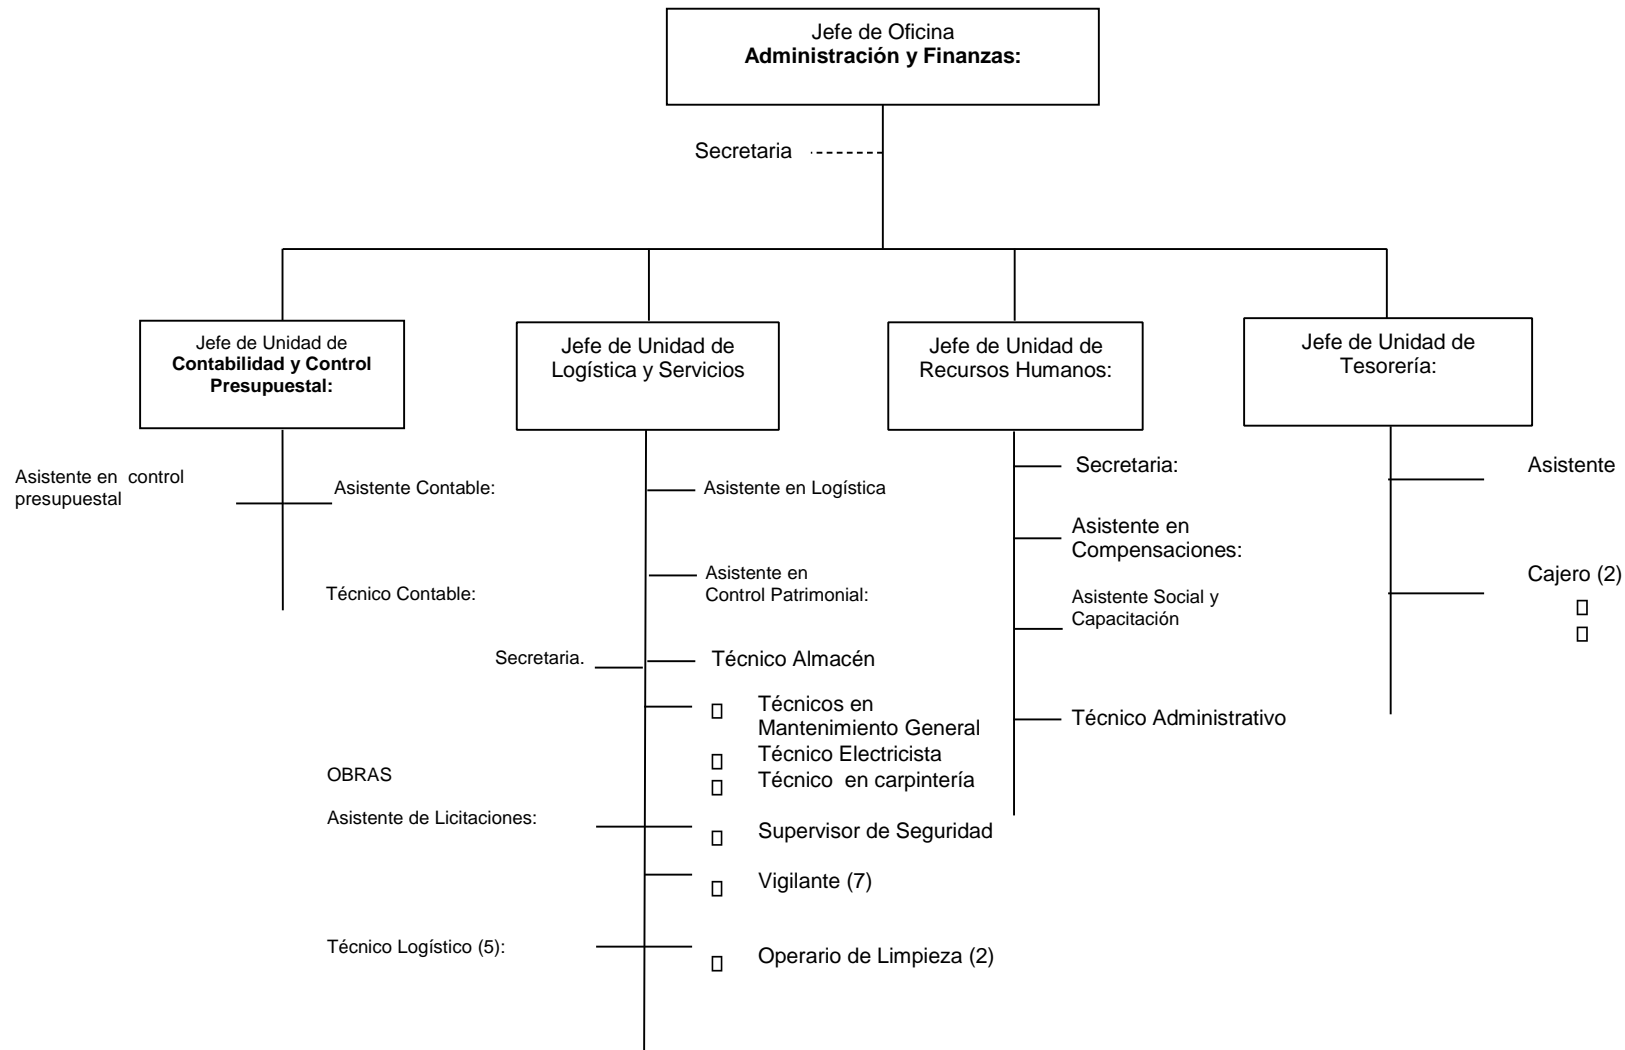 Jefe de Oficina
Administración y Finanzas:
Secretaria
Jefe de Unidad de
Contabilidad y Control
Presupuestal:
Jefe de Unidad de
Logística y Servicios
Jefe de Unidad de
Recursos Humanos:
Jefe de Unidad de
Tesorería:
Asistente en control
presupuestal
Asistente Contable:
Técnico Contable:
Asistente en Logística
Asistente en
Control Patrimonial:
Secretaria.
Técnico Almacén
Técnicos en
Mantenimiento General
Técnico Electricista
Técnico en carpintería
OBRAS
Asistente de Licitaciones:
Supervisor de Seguridad
Vigilante (7)
Técnico Logístico (5):
Operario de Limpieza (2)
Secretaria:
Asistente en
Compensaciones:
Asistente Social y
Capacitación
Técnico Administrativo
Asistente
Cajero (2)